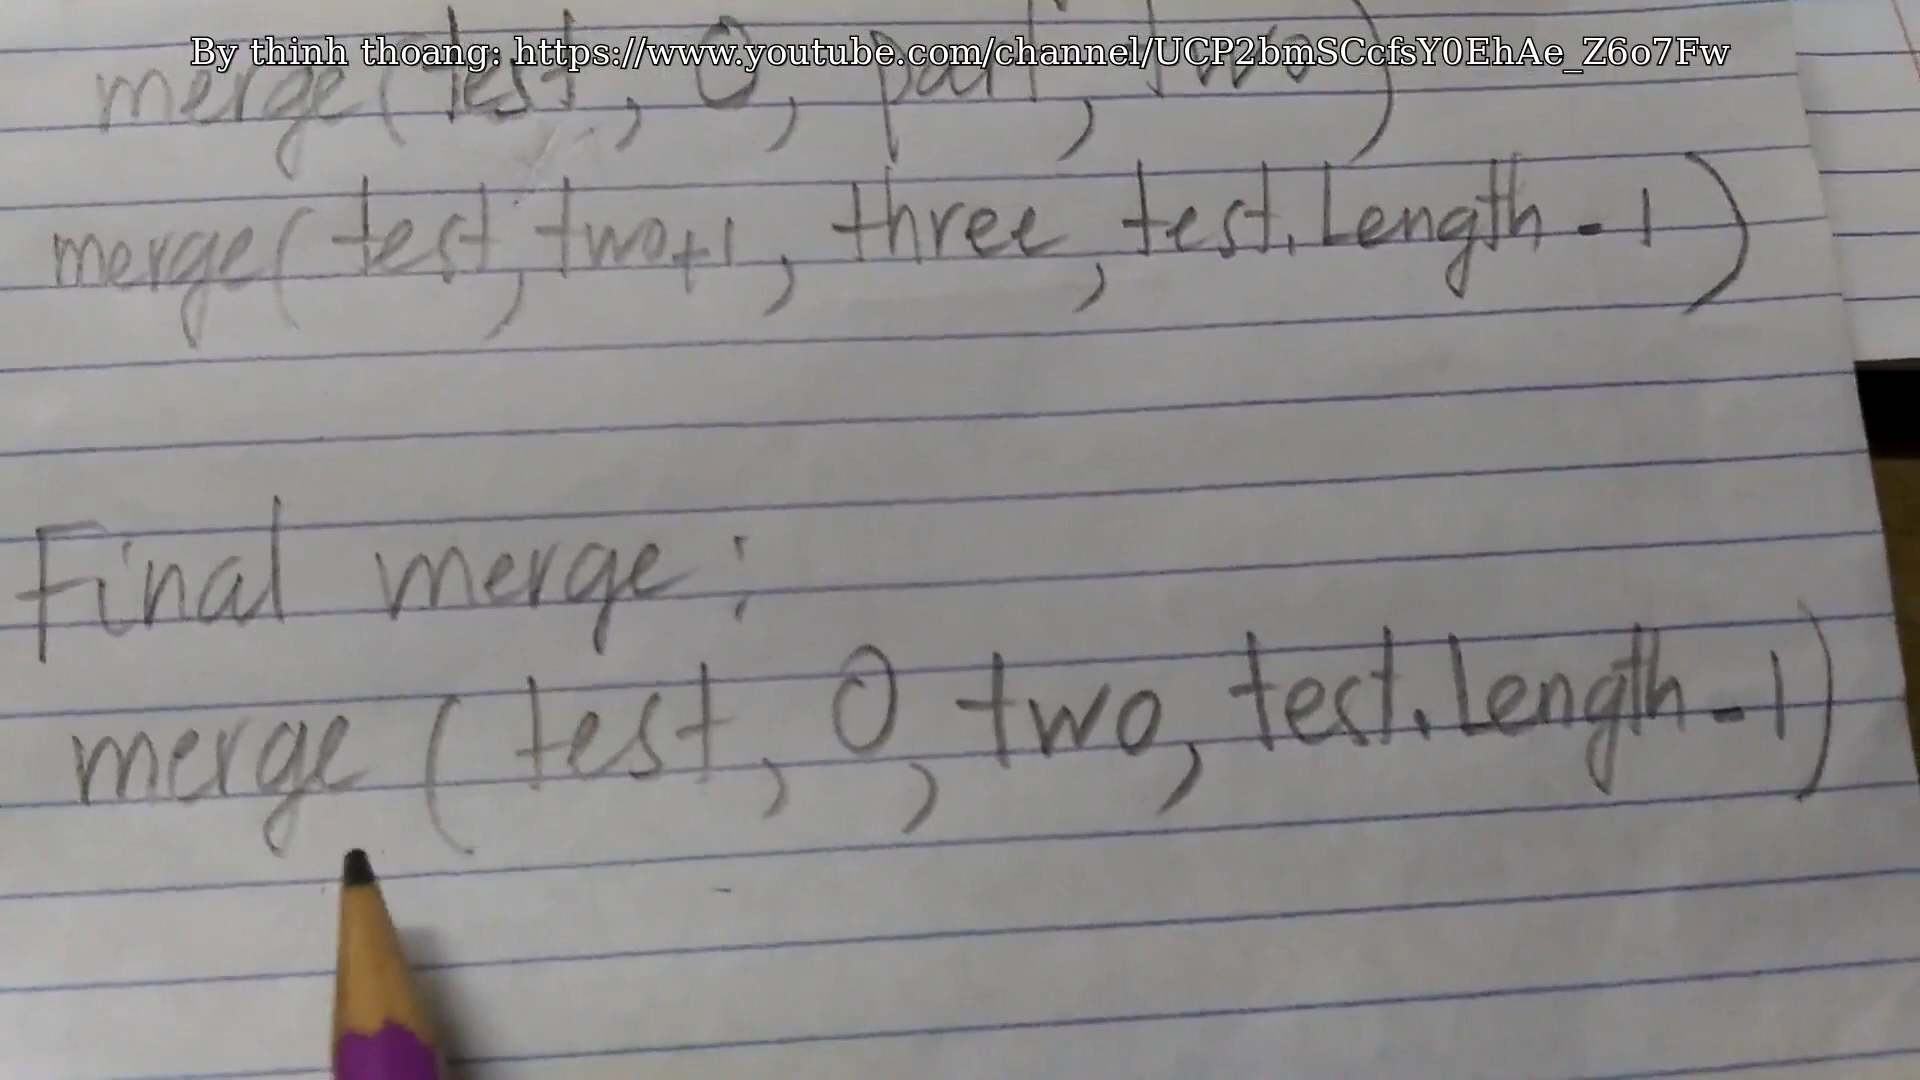 By thinh thoang: https://www.youtube.com/channel/UCP2bmSCcfsY0EhAe_Z6o7Fw
merge(test, 0, part, two)
merge(test, two+1, three, test.length-1)
Final merge:
merge(test, 0, two, test.length-1)